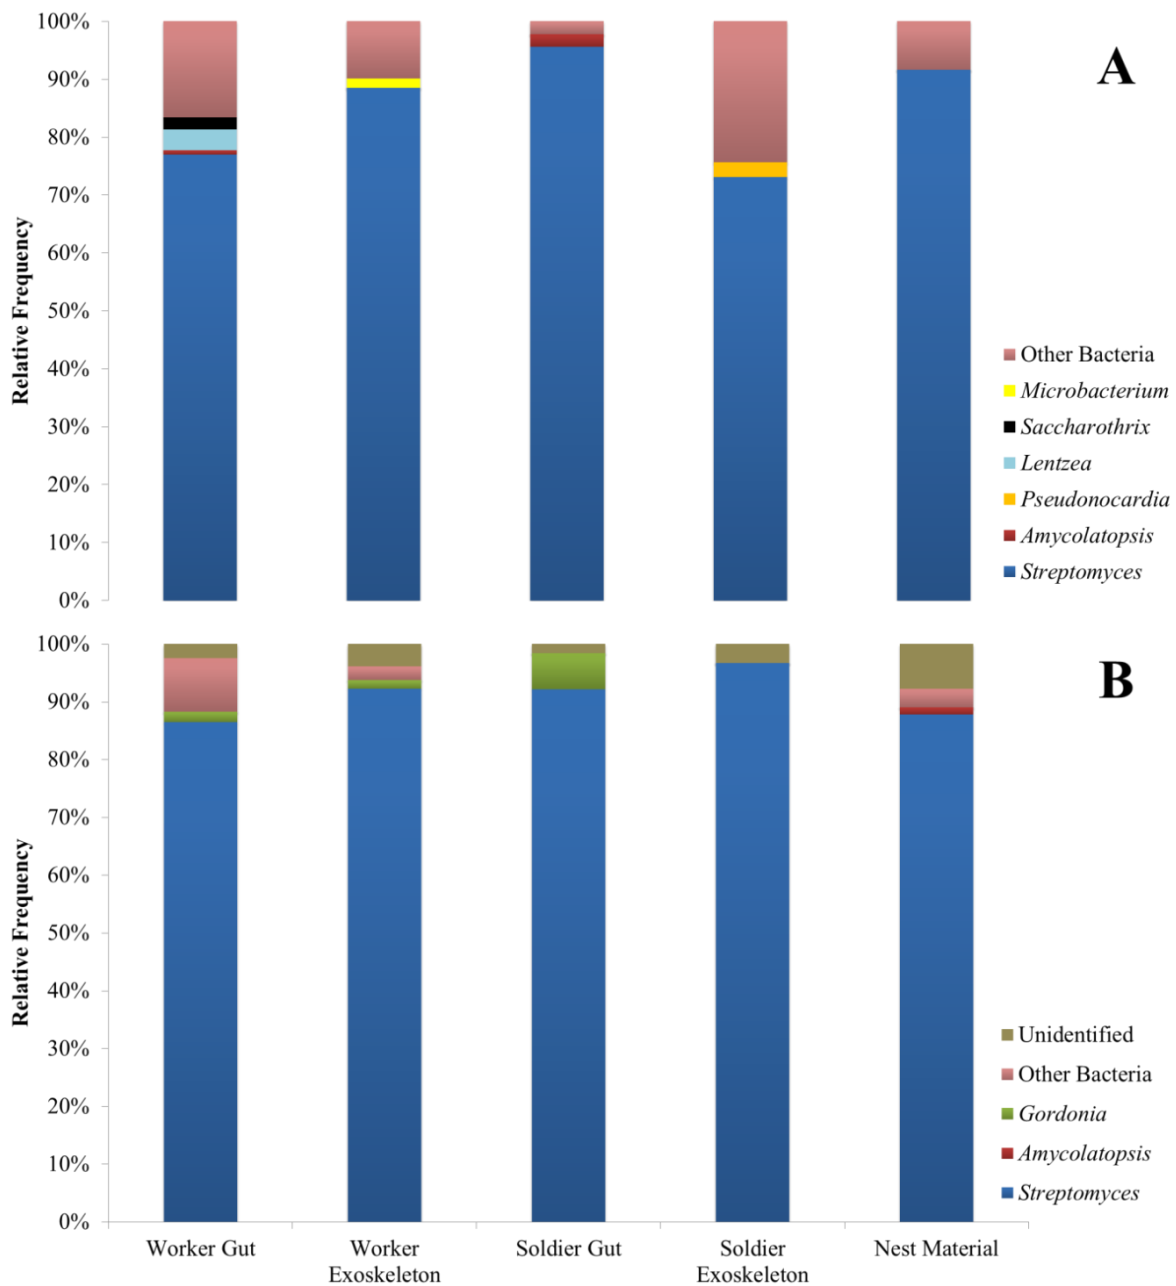 100%
90%
80%
70%
60%
50%
40%
30%
20%
10%
0%
Relative Frequency
A
Other Bacteria
Microbacterium
Saccharothrix
Lentzea
Pseudonocardia
Amycolatopsis
Streptomyces
100%
90%
80%
70%
60%
50%
40%
30%
20%
10%
0%
Relative Frequency
B
Unidentified
Other Bacteria
Gordonia
Amycolatopsis
Streptomyces
Worker Gut
Worker
Exoskeleton
Soldier Gut
Soldier
Exoskeleton
Nest Material